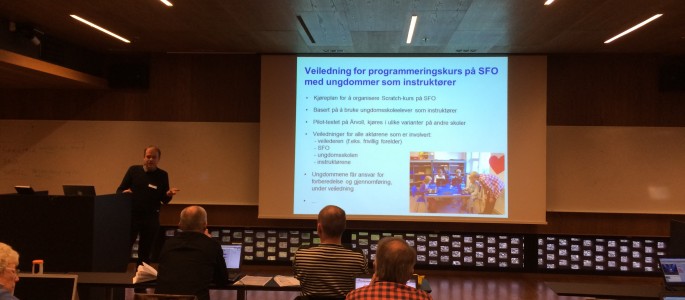 Veiledning for programmeringskurs på SFO
med ungdommer som instruktører
• Kjøreplan for å organisere Scratch-kurs på SFO
• Basert på å bruke ungdomsskoleelever som instruktører
• Pilot-testet på Årvoll, kjøres i ulike varianter på andre skoler
• Veiledninger for alle aktørene som er involvert:
- veilederen (f.eks. frivillig forelder)
- SFO
- ungdomsskolen
- instruktørene
• Ungdommene får ansvar for
forberedelse og gjennomføring,
under veiledning
• ...